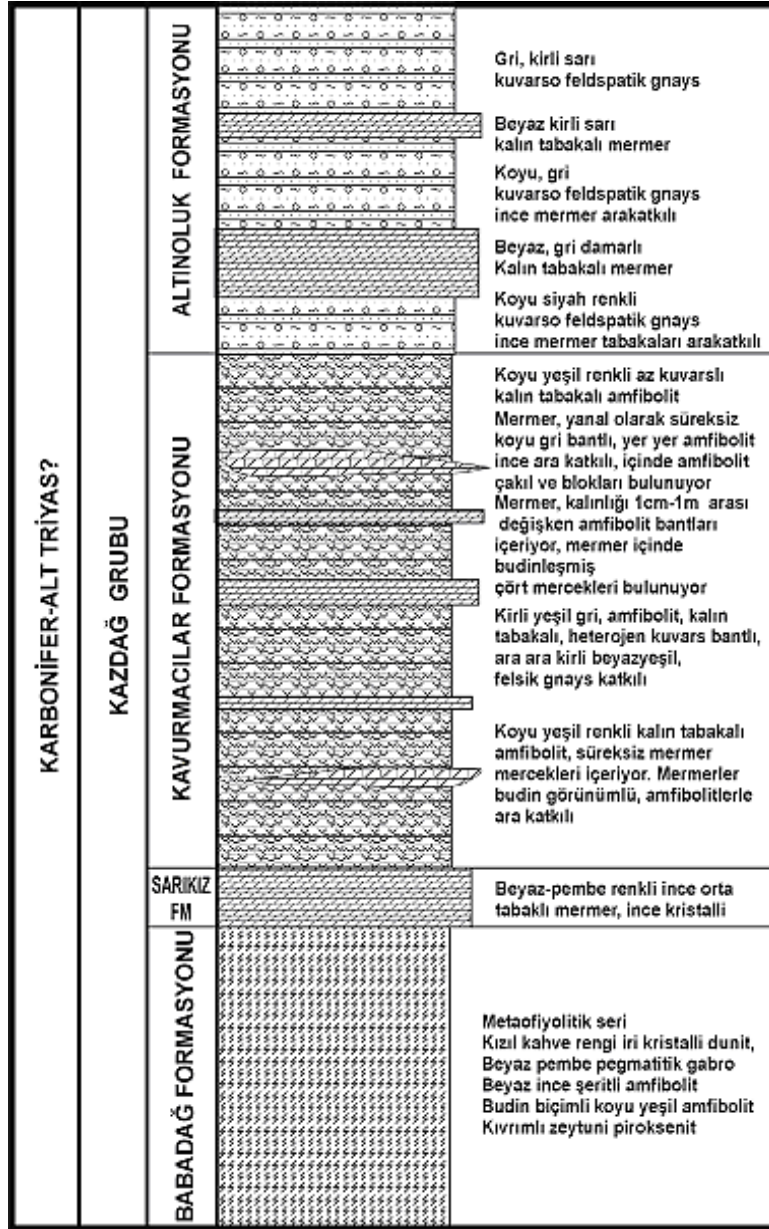 KARBONİFER-ALT TRİYAS?
KAZDAĞ GRUBU
ALTINOLUK FORMASYONU
Gri, kirli sarı
kuvarso feldspatik gnays
Beyaz kirli sarı
kalın tabakalı mermer
Koyu, gri
kuvarso feldspatik gnays
ince mermer arakatkılı
Beyaz, gri damarlı
Kalın tabakalı mermer
Koyu siyah renkli
kuvarso feldspatik gnays
ince mermer tabakaları arakatkılı
KAVURMACILAR FORMASYONU
Koyu yeşil renkli az kuvarslı
kalın tabakalı amfibolit
Mermer, yanal olarak süreksiz
koyu gri bantlı, yer yer amfibolit
ince ara katkılı, içinde amfibolit
çakıl ve blokları bulunuyor
Mermer, kalınlığı 1cm-1m arası
değişken amfibolit bantları
içeriyor, mermer içinde
budinleşmiş
çört mercekleri bulunuyor
Kirli yeşil gri, amfibolit, kalın
tabakalı, heterojen kuvars bantlı,
ara ara kirli beyazyeşil,
felsik gnays katkılı
Koyu yeşil renkli kalın tabakalı
amfibolit, süreksiz mermer
mercekleri içeriyor. Mermerler
budin görünümlü, amfibolitlerle
ara katkılı
SARIKIZ
FM
Beyaz-pembe renkli ince orta
tabaklı mermer, ince kristalli
BABADAĞ FORMASYONU
Metaofiyolitik seri
Kızıl kahve rengi iri kristalli dunit,
Beyaz pembe pegmatitik gabro
Beyaz ince şeritli amfibolit
Budin biçimli koyu yeşil amfibolit
Kıvrımlı zeytuni piroksenit